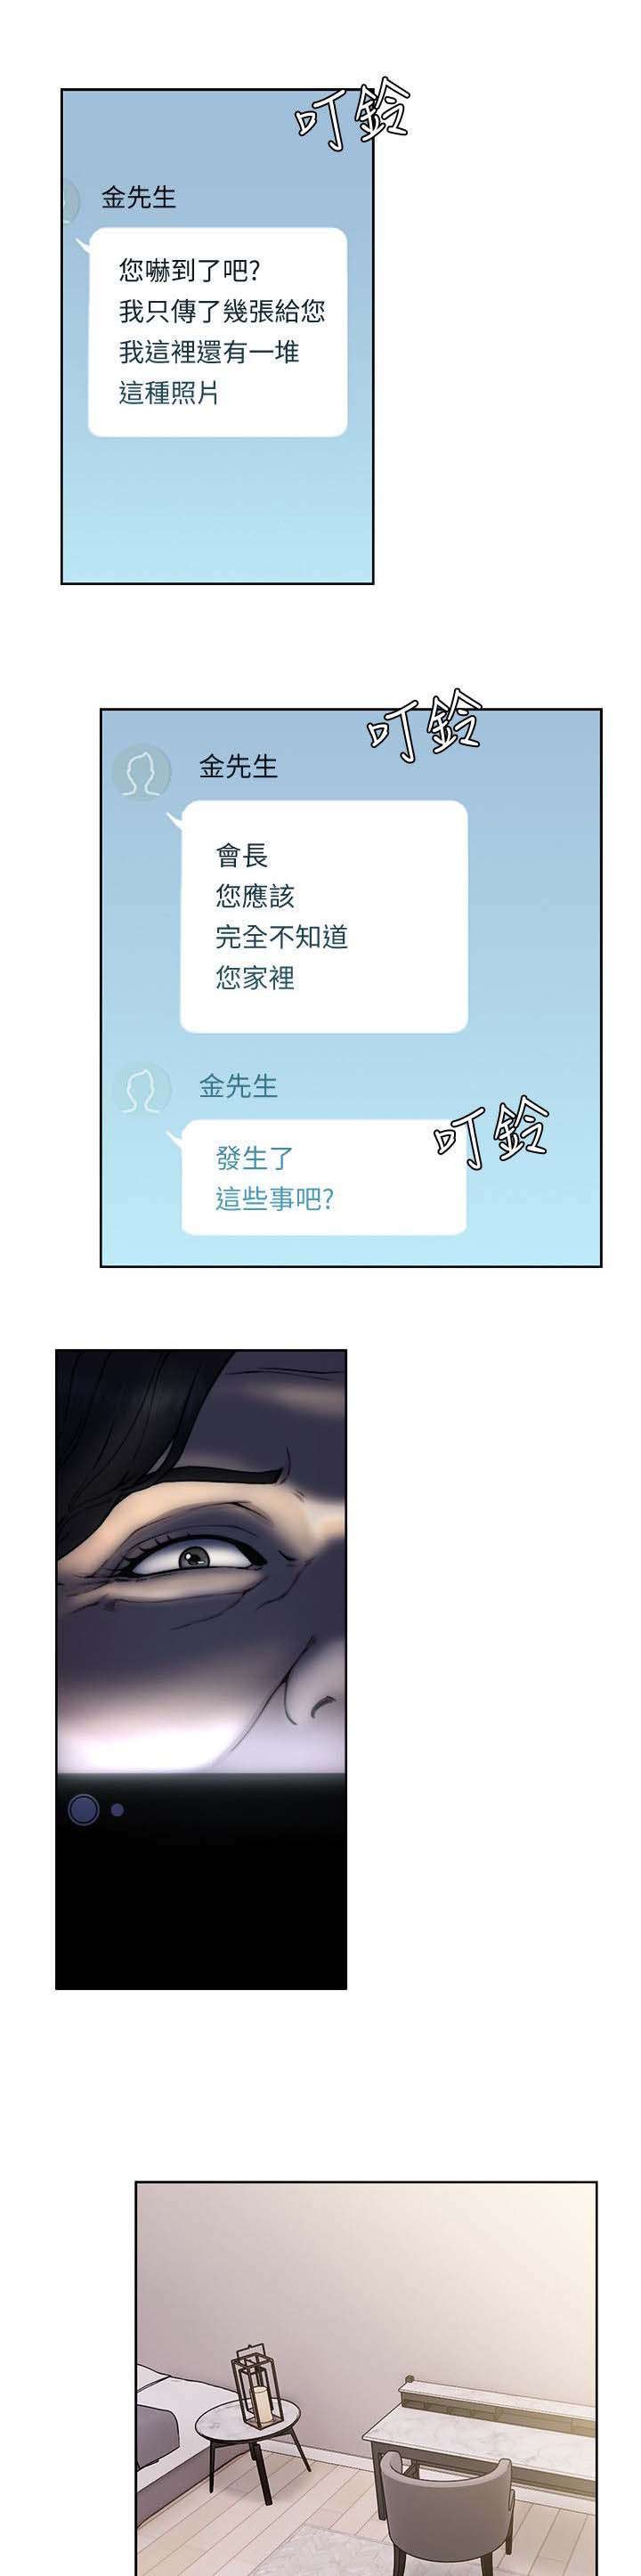 叮鈴
金先生
您嚇到了吧?
我只傳了幾張給您
我這裡還有一堆
這種照片
叮鈴
金先生
會長
您應該
完全不知道
您家裡
金先生
叮鈴
發生了
這些事吧?